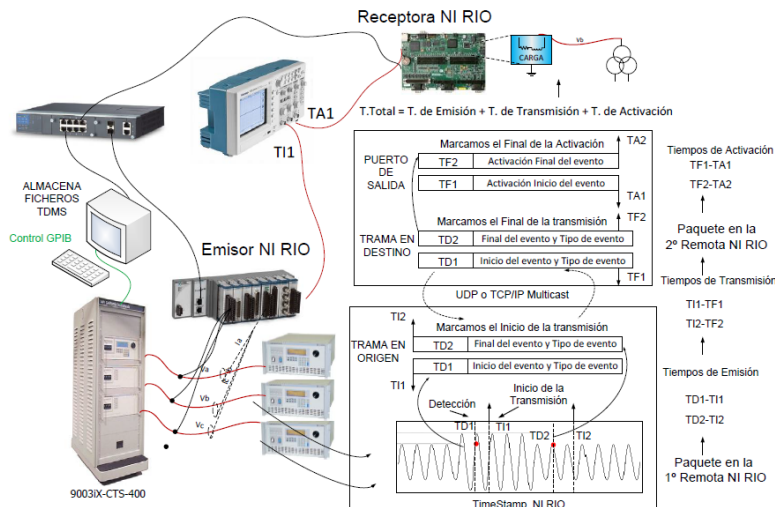 Receptora NI RIO
CARGA
Vb
TA1
TI1
T.Total = T. de Emisión + T. de Transmisión + T. de Activación
ALMACENA
FICHEROS
TDMS
Control GPIB
Emisor NI RIO
Va
Vb
Vc
Ia
9003iX-CTS-400
Marcamos el Final de la Activación
TA2
PUERTO
DE
SALIDA
TF2
Activación Final del evento
TF1
Activación Inicio del evento
TA1
Marcamos el Final de la transmisión
TF2
TRAMA EN
DESTINO
TD2
Final del evento y Tipo de evento
TD1
Inicio del evento y Tipo de evento
TF1
UDP o TCP/IP Multicast
TI2
Marcamos el Inicio de la transmisión
TRAMA EN
ORIGEN
TD2
Final del evento y Tipo de evento
TD1
Inicio del evento y Tipo de evento
TI1
Detección
Inicio de la
Transmisión
TD1
TI1
TD2
TI2
TimeStamp NI RIO
Tiempos de Activación
TF1-TA1
TF2-TA2
Paquete en la
2º Remota NI RIO
Tiempos de Transmisión
TI1-TF1
TI2-TF2
Tiempos de Emisión
TD1-TI1
TD2-TI2
Paquete en la
1º Remota NI RIO